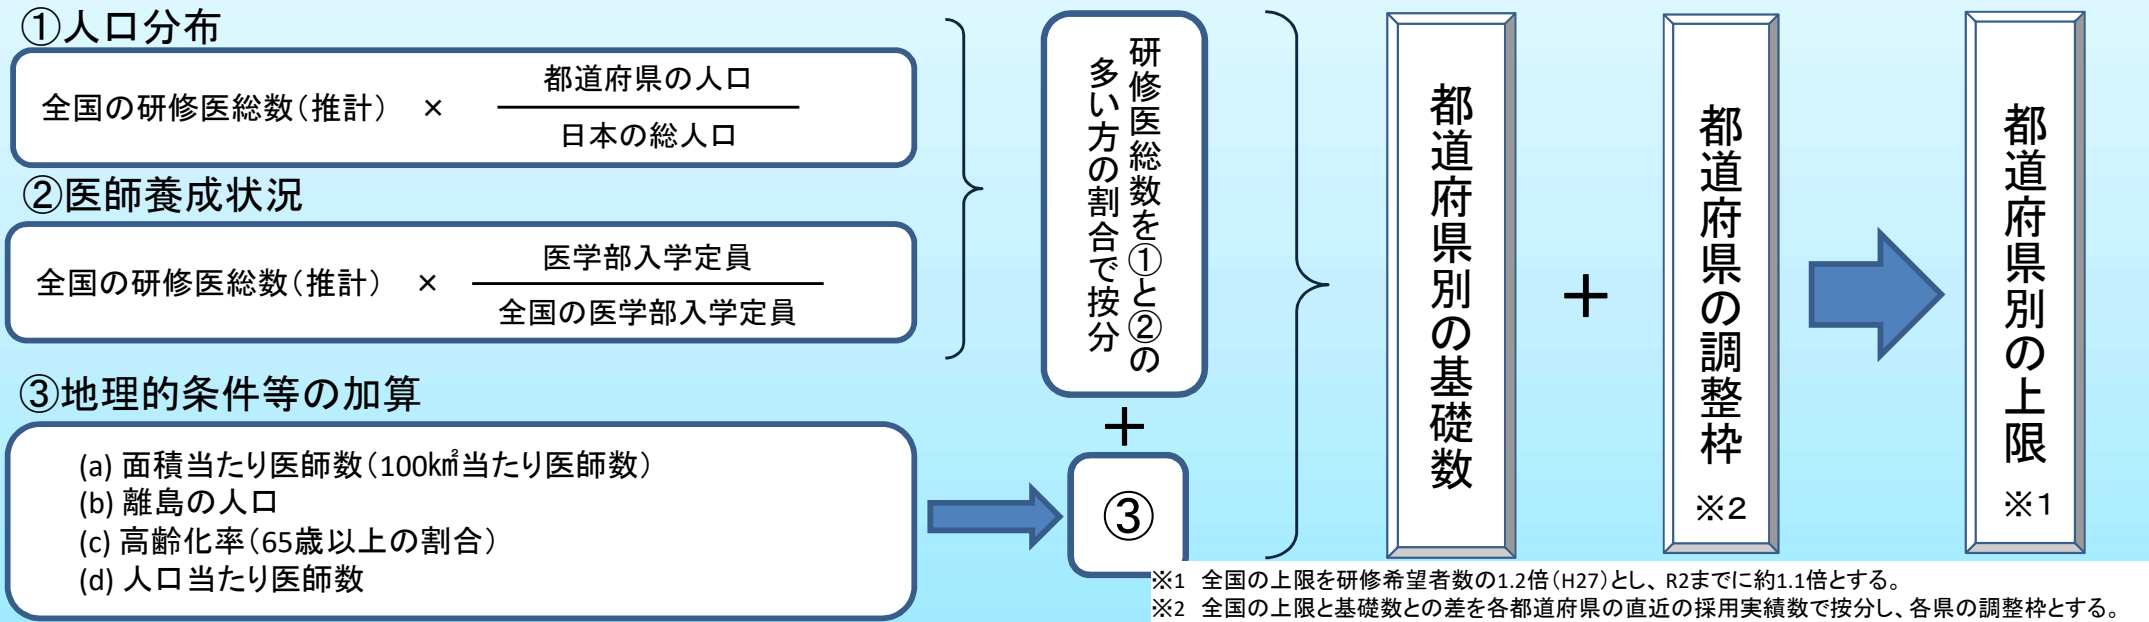 ①人口分布
全国の研修医総数（推計） ×
都道府県の人口
日本の総人口
②医師養成状況
全国の研修医総数（推計） ×
医学部入学定員
全国の医学部入学定員
③地理的条件等の加算
(a) 面積当たり医師数（100㎢当たり医師数）
(b) 離島の人口
(c) 高齢化率（65歳以上の割合）
(d) 人口当たり医師数
研修医総数を①と②の
多い方の割合で按分
＋
③
都道府県別の基礎数
＋
都道府県の調整枠
※2
都道府県別の上限
※1
※1 全国の上限を研修希望者数の1.2倍（H27）とし、R2までに約1.1倍とする。
※2 全国の上限と基礎数との差を各都道府県の直近の採用実績数で按分し、各県の調整枠とする。